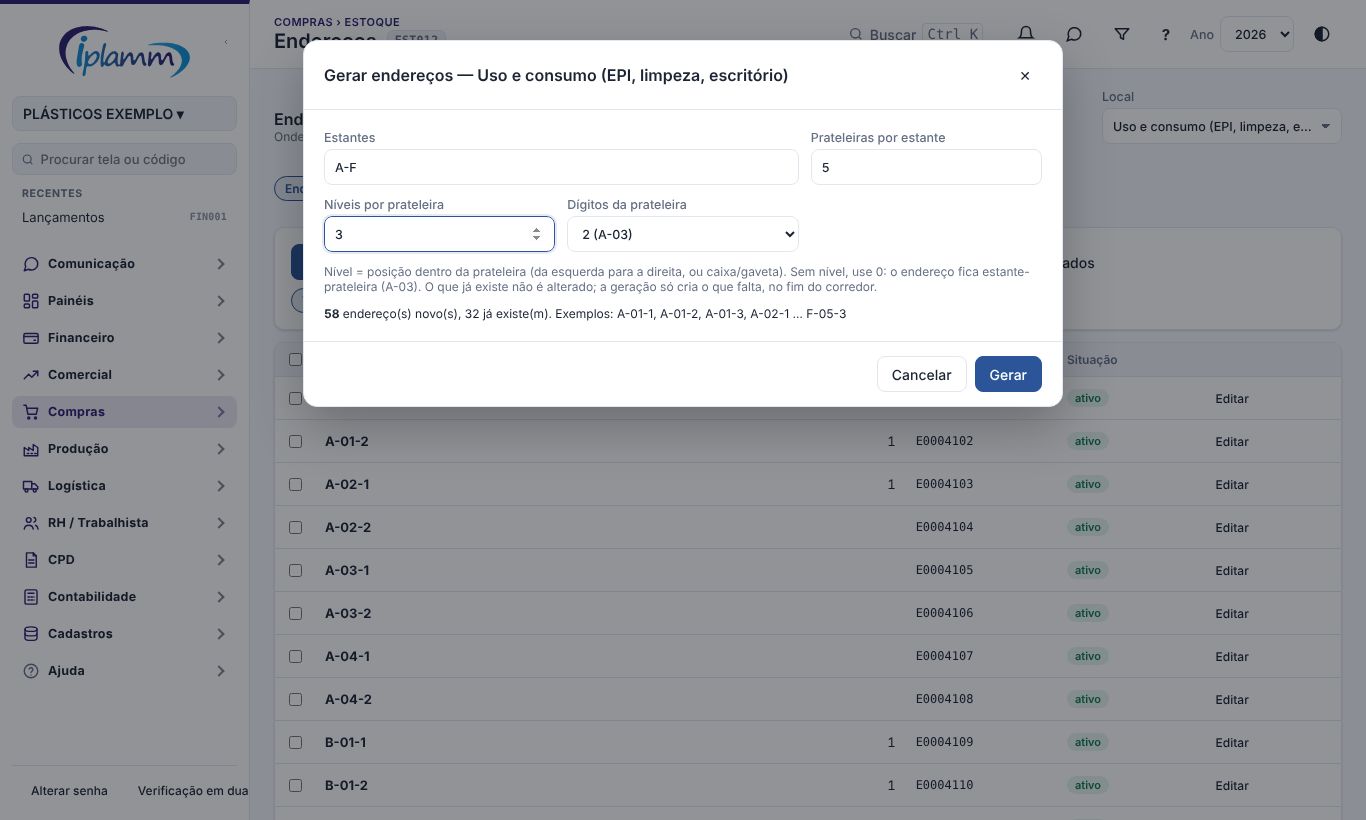 COMPRAS › ESTOQUE
Buscar Ctrl K
? Ano 2026
iplamm
PLÁSTICOS EXEMPLO ▾
Procurar tela ou código
RECENTES
Lançamentos FIN001
Comunicação
Painéis
Financeiro
Comercial
Compras
Produção
Logística
RH / Trabalhista
CPD
Contabilidade
Cadastros
Ajuda
Alterar senha Verificação em dua
Local
Uso e consumo (EPI, limpeza, e...
Gerar endereços — Uso e consumo (EPI, limpeza, escritório) ×
Estantes Prateleiras por estante
A-F 5
Níveis por prateleira Dígitos da prateleira
3 2 (A-03)
Nível = posição dentro da prateleira (da esquerda para a direita, ou caixa/gaveta). Sem nível, use 0: o endereço fica estante-
prateleira (A-03). O que já existe não é alterado; a geração só cria o que falta, no fim do corredor.
58 endereço(s) novo(s), 32 já existe(m). Exemplos: A-01-1, A-01-2, A-01-3, A-02-1 … F-05-3
Cancelar Gerar
Situação
ativo Editar
A-01-2 1 E0004102 ativo Editar
A-02-1 1 E0004103 ativo Editar
A-02-2 E0004104 ativo Editar
A-03-1 E0004105 ativo Editar
A-03-2 E0004106 ativo Editar
A-04-1 E0004107 ativo Editar
A-04-2 E0004108 ativo Editar
B-01-1 1 E0004109 ativo Editar
B-01-2 1 E0004110 ativo Editar